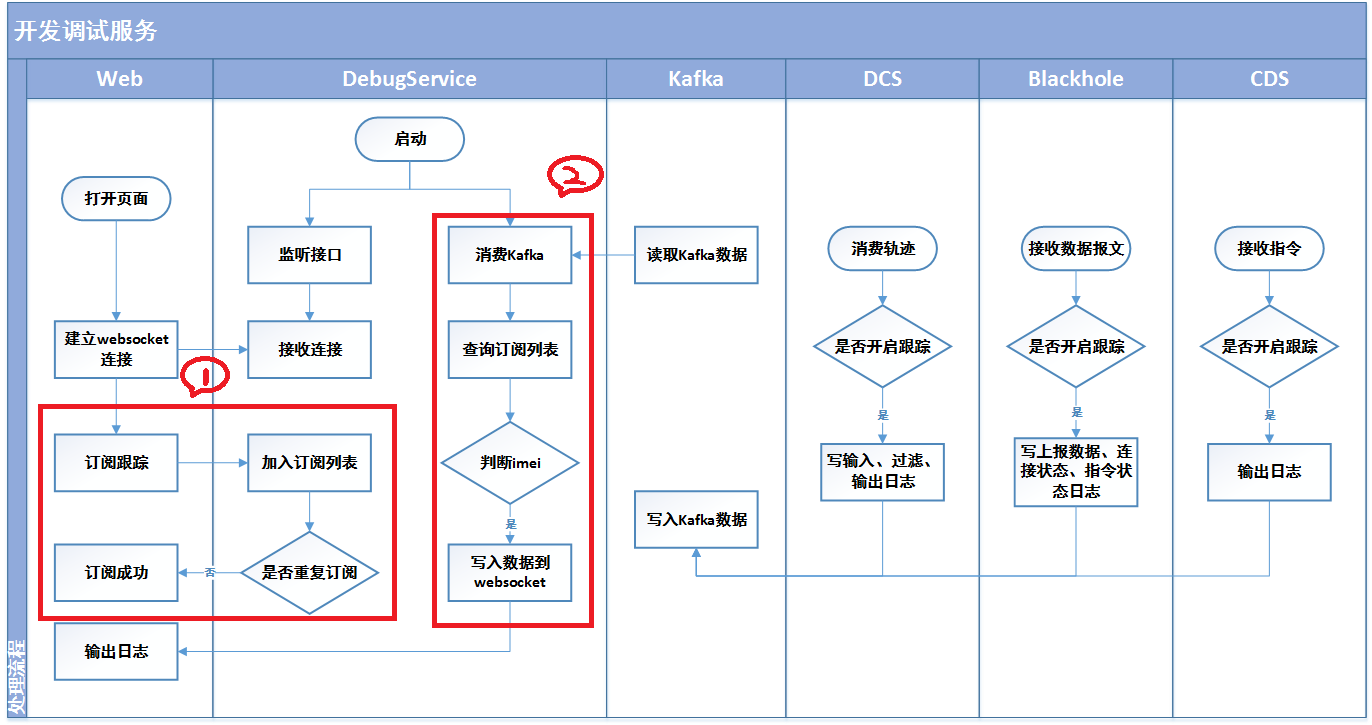 开发调试服务
Web
DebugService
Kafka
DCS
Blackhole
CDS
处理流程
启动
2
打开页面
监听接口
消费Kafka
读取Kafka数据
消费轨迹
接收数据报文
接收指令
建立websocket
连接
接收连接
查询订阅列表
是否开启跟踪
是否开启跟踪
是否开启跟踪
1
是
是
是
订阅跟踪
加入订阅列表
判断imei
写输入、过滤、
输出日志
写上报数据、连
接状态、指令状
态日志
输出日志
是
写入Kafka数据
订阅成功
否
是否重复订阅
写入数据到
websocket
输出日志